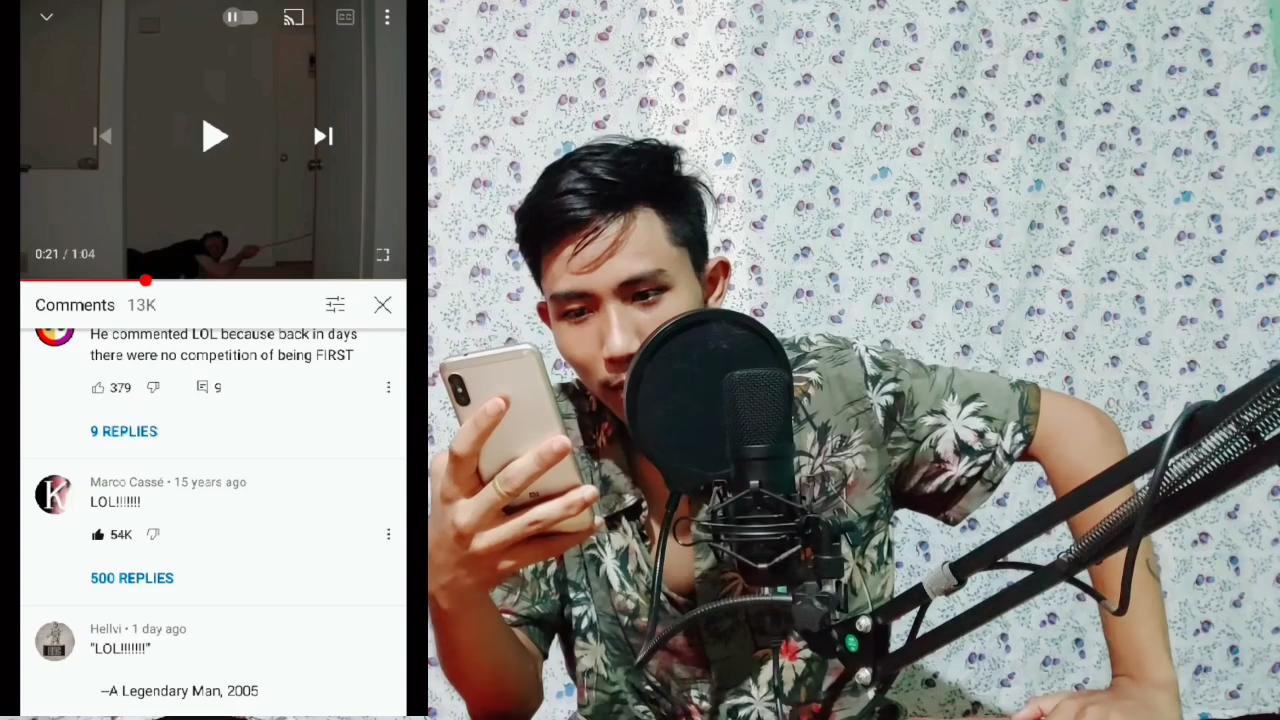 0:21 / 1:04
Comments 13K
He commented LOL because back in days
there were no competition of being FIRST
379
9
9 REPLIES
Marco Cassé • 15 years ago
LOL!!!!!!!
54K
500 REPLIES
Hellvi • 1 day ago
"LOL!!!!!!!"
--A Legendary Man, 2005
CC
K
MI